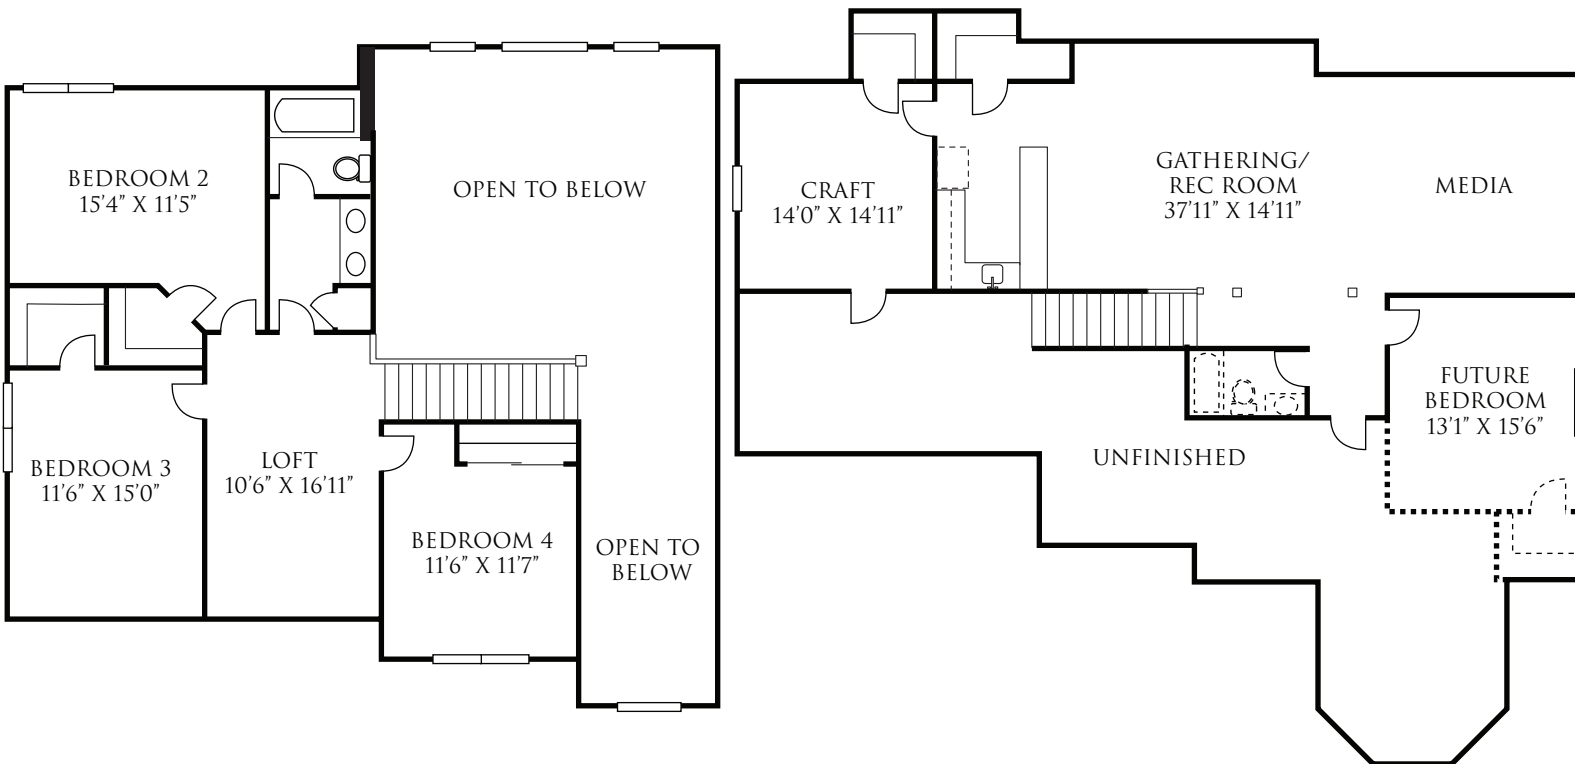 BEDROOM 2
15'4" X 11'5"
OPEN TO BELOW
BEDROOM 3
11'6" X 15'0"
LOFT
10'6" X 16'11"
BEDROOM 4
11'6" X 11'7"
OPEN TO
BELOW
CRAFT
14'0" X 14'11"
GATHERING/
REC ROOM
37'11" X 14'11"
MEDIA
FUTURE
BEDROOM
13'1" X 15'6"
UNFINISHED